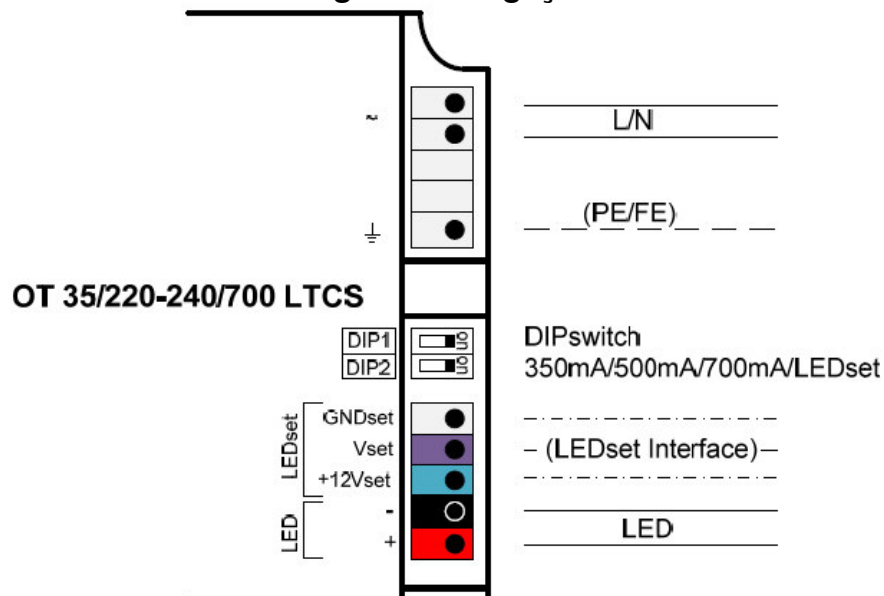 ~
L/N
(PE/FE)
OT 35/220-240/700 LTCS
DIP1
on
DIP2
on
DIPswitch
350mA/500mA/700mA/LEDset
LEDset
GNDset
Vset
+12Vset
(LEDset Interface)
LED
-
+
LED